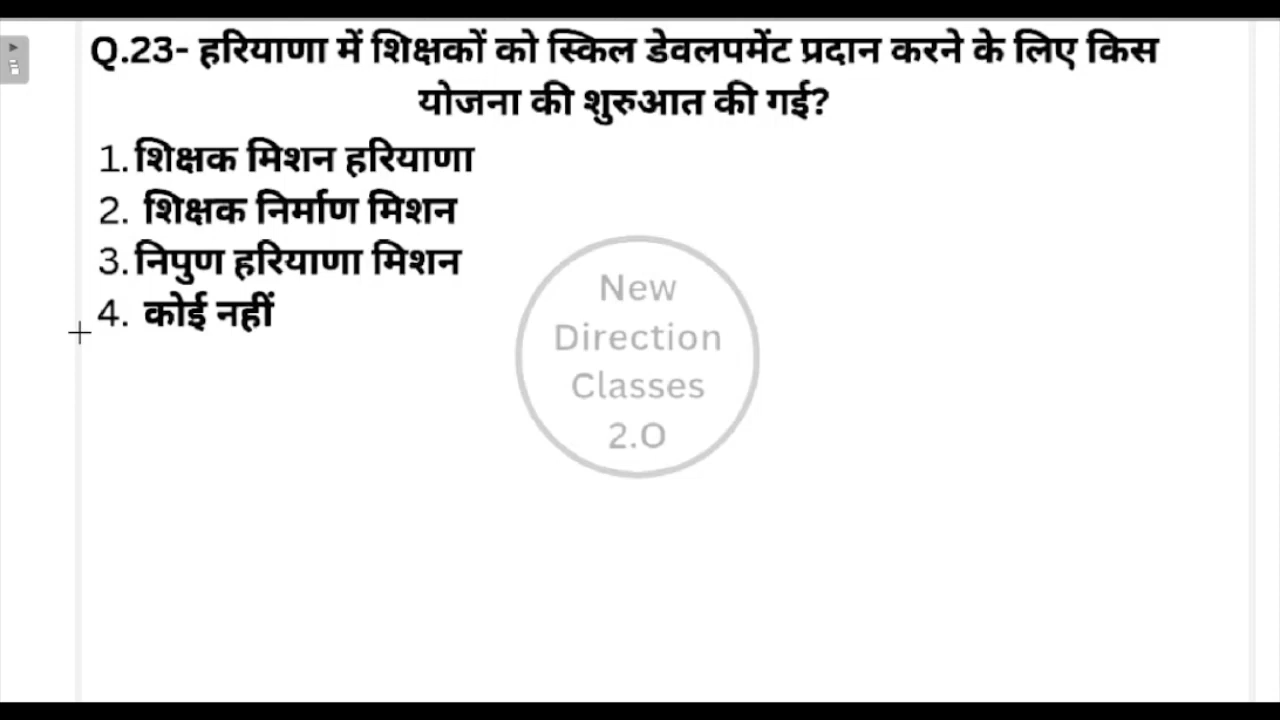 Q.23- हरियाणा में शिक्षकों को स्किल डेवलपमेंट प्रदान करने के लिए किस
योजना की शुरुआत की गई?
1. शिक्षक मिशन हरियाणा
2. शिक्षक निर्माण मिशन
3. निपुण हरियाणा मिशन
4. कोई नहीं
New
Direction
Classes
2.O